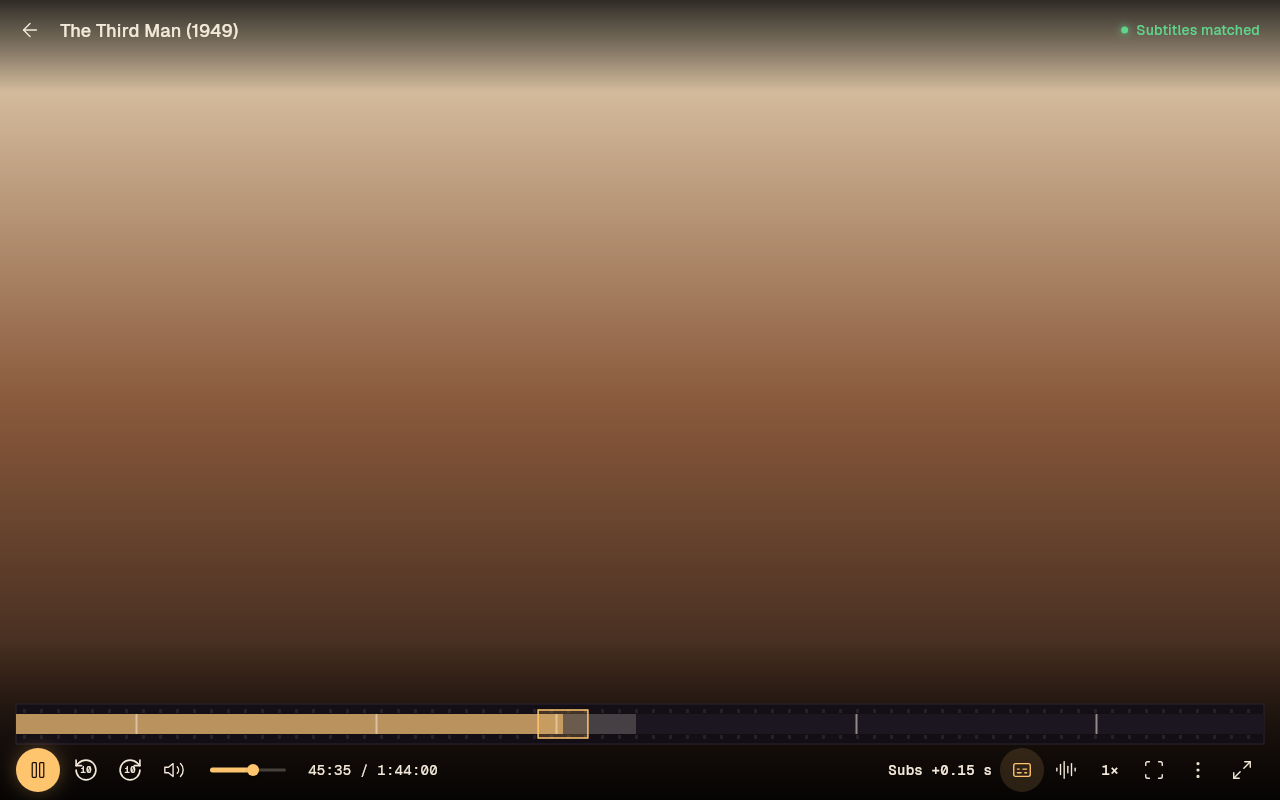 The Third Man (1949)
Subtitles matched
10
10
45:35 / 1:44:00
Subs +0.15 s
1×